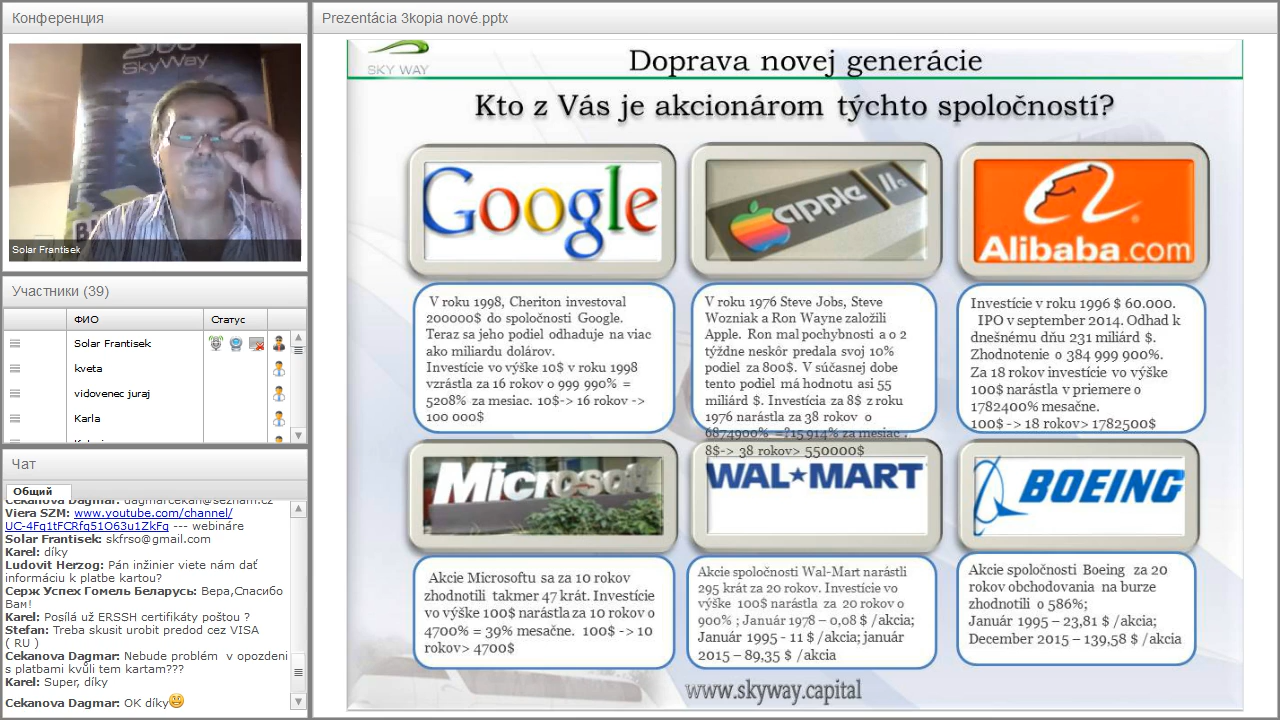 Конференция
SKYWAY
Solar Frantisek
Участники (39)
ФИО
Статус
Solar Frantisek
kveta
vidovenec juraj
Karla
Чат
Общий
Cekanova Dagmar: dagmarcekan@seznam.cz
Viera SZM: www.youtube.com/channel/
UC-4Fq1tFCRfg51O63u1ZkFg --- webináre
Solar Frantisek: skfrso@gmail.com
Karel: díky
Ludovit Herzog: Pán inžinier viete nám dať
informáciu k platbe kartou?
Серж Успех Гомель Беларусь: Вера,Спасибо
Вам!
Karel: Posílá už ERSSH certifikáty poštou ?
Stefan: Treba skusit urobit predod cez VISA
( RU )
Cekanova Dagmar: Nebude problém v opozdeni
s platbami kvůli tem kartam???
Karel: Super, díky
Cekanova Dagmar: OK díky
Prezentácia 3kopia nové.pptx
SKY WAY
Doprava novej generácie
Kto z Vás je akcionárom týchto spoločností?
Google
apple
Alibaba.com
V roku 1998, Cheriton investoval
200000$ do spoločnosti Google.
Teraz sa jeho podiel odhaduje na viac
ako miliardu dolárov.
Investície vo výške 10$ v roku 1998
vzrástla za 16 rokov o 999 990% =
5208% za mesiac. 10$-> 16 rokov ->
100 000$
V roku 1976 Steve Jobs, Steve
Wozniak a Ron Wayne založili
Apple. Ron mal pochybnosti a o 2
týždne neskôr predala svoj 10%
podiel za 800$. V súčasnej dobe
tento podiel má hodnotu asi 55
miliárd $. Investícia za 8$ z roku
1976 narástla za 38 rokov o
6874900% =?15 914% za mesiac .
8$-> 38 rokov> 550000$
Investície v roku 1996 $ 60.000.
IPO v september 2014. Odhad k
dnešnému dňu 231 miliárd $.
Zhodnotenie o 384 999 900%.
Za 18 rokov investície vo výške
100$ narástla v priemere o
1782400% mesačne.
100$ -> 18 rokov> 1782500$
Microsoft
WAL★MART
BOEING
Akcie Microsoftu sa za 10 rokov
zhodnotili takmer 47 krát. Investície
vo výške 100$ narástla za 10 rokov o
4700% = 39% mesačne. 100$ -> 10
rokov> 4700$
Akcie spoločnosti Wal-Mart narástli
295 krát za 20 rokov. Investície vo
výške 100$ narástla za 20 rokov o
900% ; Január 1978 – 0,08 $ /akcia;
Január 1995 - 11 $ /akcia; január
2015 – 89,35 $ /akcia
Akcie spoločnosti Boeing za 20
rokov obchodovania na burze
zhodnotili o 586%;
Január 1995 – 23,81 $ /akcia;
December 2015 – 139,58 $ /akcia
www.skyway.capital